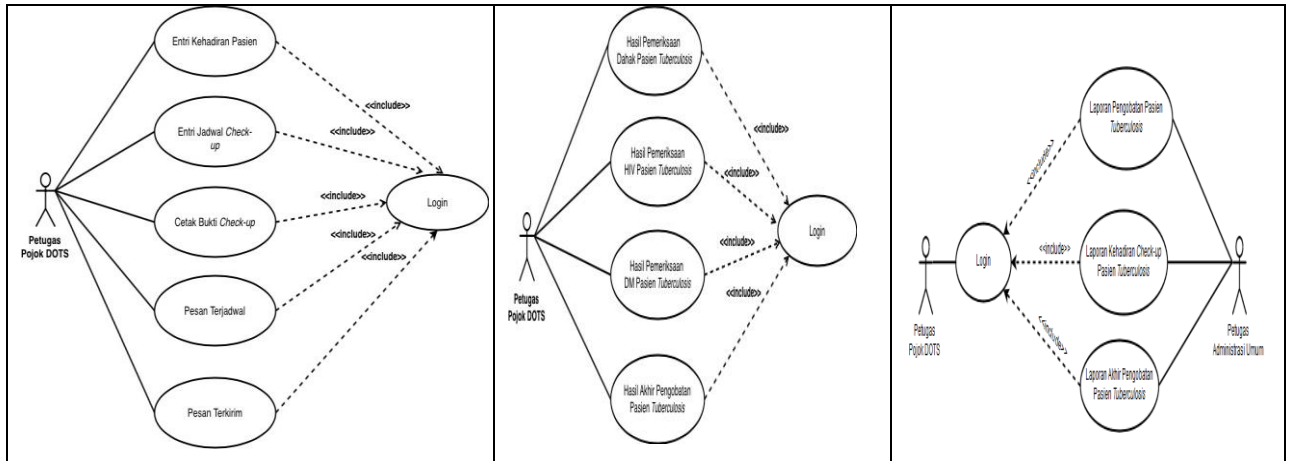 Entri Kehadiran Pasien
<<include>>
Entri Jadwal Check-
up
<<include>>
Cetak Bukti Check-up
<<include>>
Login
Petugas
Pojok DOTS
<<include>>
<<include>>
Pesan Terjadwal
Pesan Terkirim
Hasil Pemeriksaan
Dahak Pasien Tuberculosis
<<include>>
Hasil Pemeriksaan
HIV Pasien Tuberculosis
<<include>>
Login
Petugas
Pojok DOTS
Hasil Pemeriksaan
DM Pasien Tuberculosis
<<include>>
<<include>>
Hasil Akhir Pengobatan
Pasien Tuberculosis
Laporan Pengobatan Pasien
Tuberculosis
<<include>>
Login
<<include>>
Laporan Kehadiran Check-up
Pasien Tuberculosis
Petugas
Pojok DOTS
<<include>>
Petugas
Administrasi Umum
Laporan Akhir Pengobatan
Pasien Tuberculosis